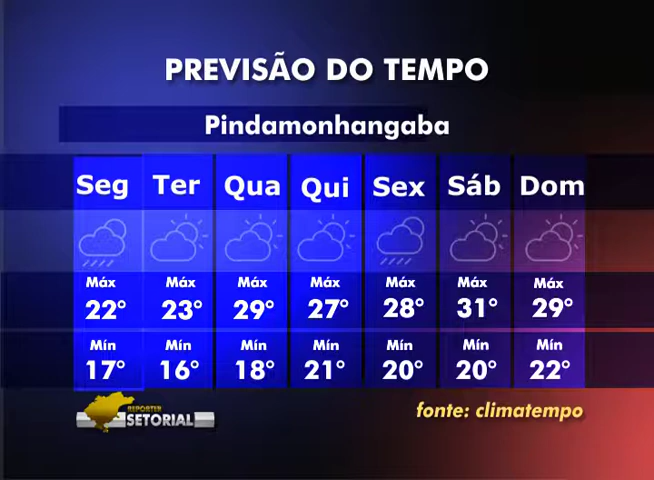 PREVISÃO DO TEMPO
Pindamonhangaba
Seg Ter Qua Qui Sex Sáb Dom
Máx Máx Máx Máx Máx Máx Máx
22° 23° 29° 27° 28° 31° 29°
Mín Mín Mín Mín Mín Mín Mín
17° 16° 18° 21° 20° 20° 22°
REPÓRTER
SETORIAL
fonte: climatempo